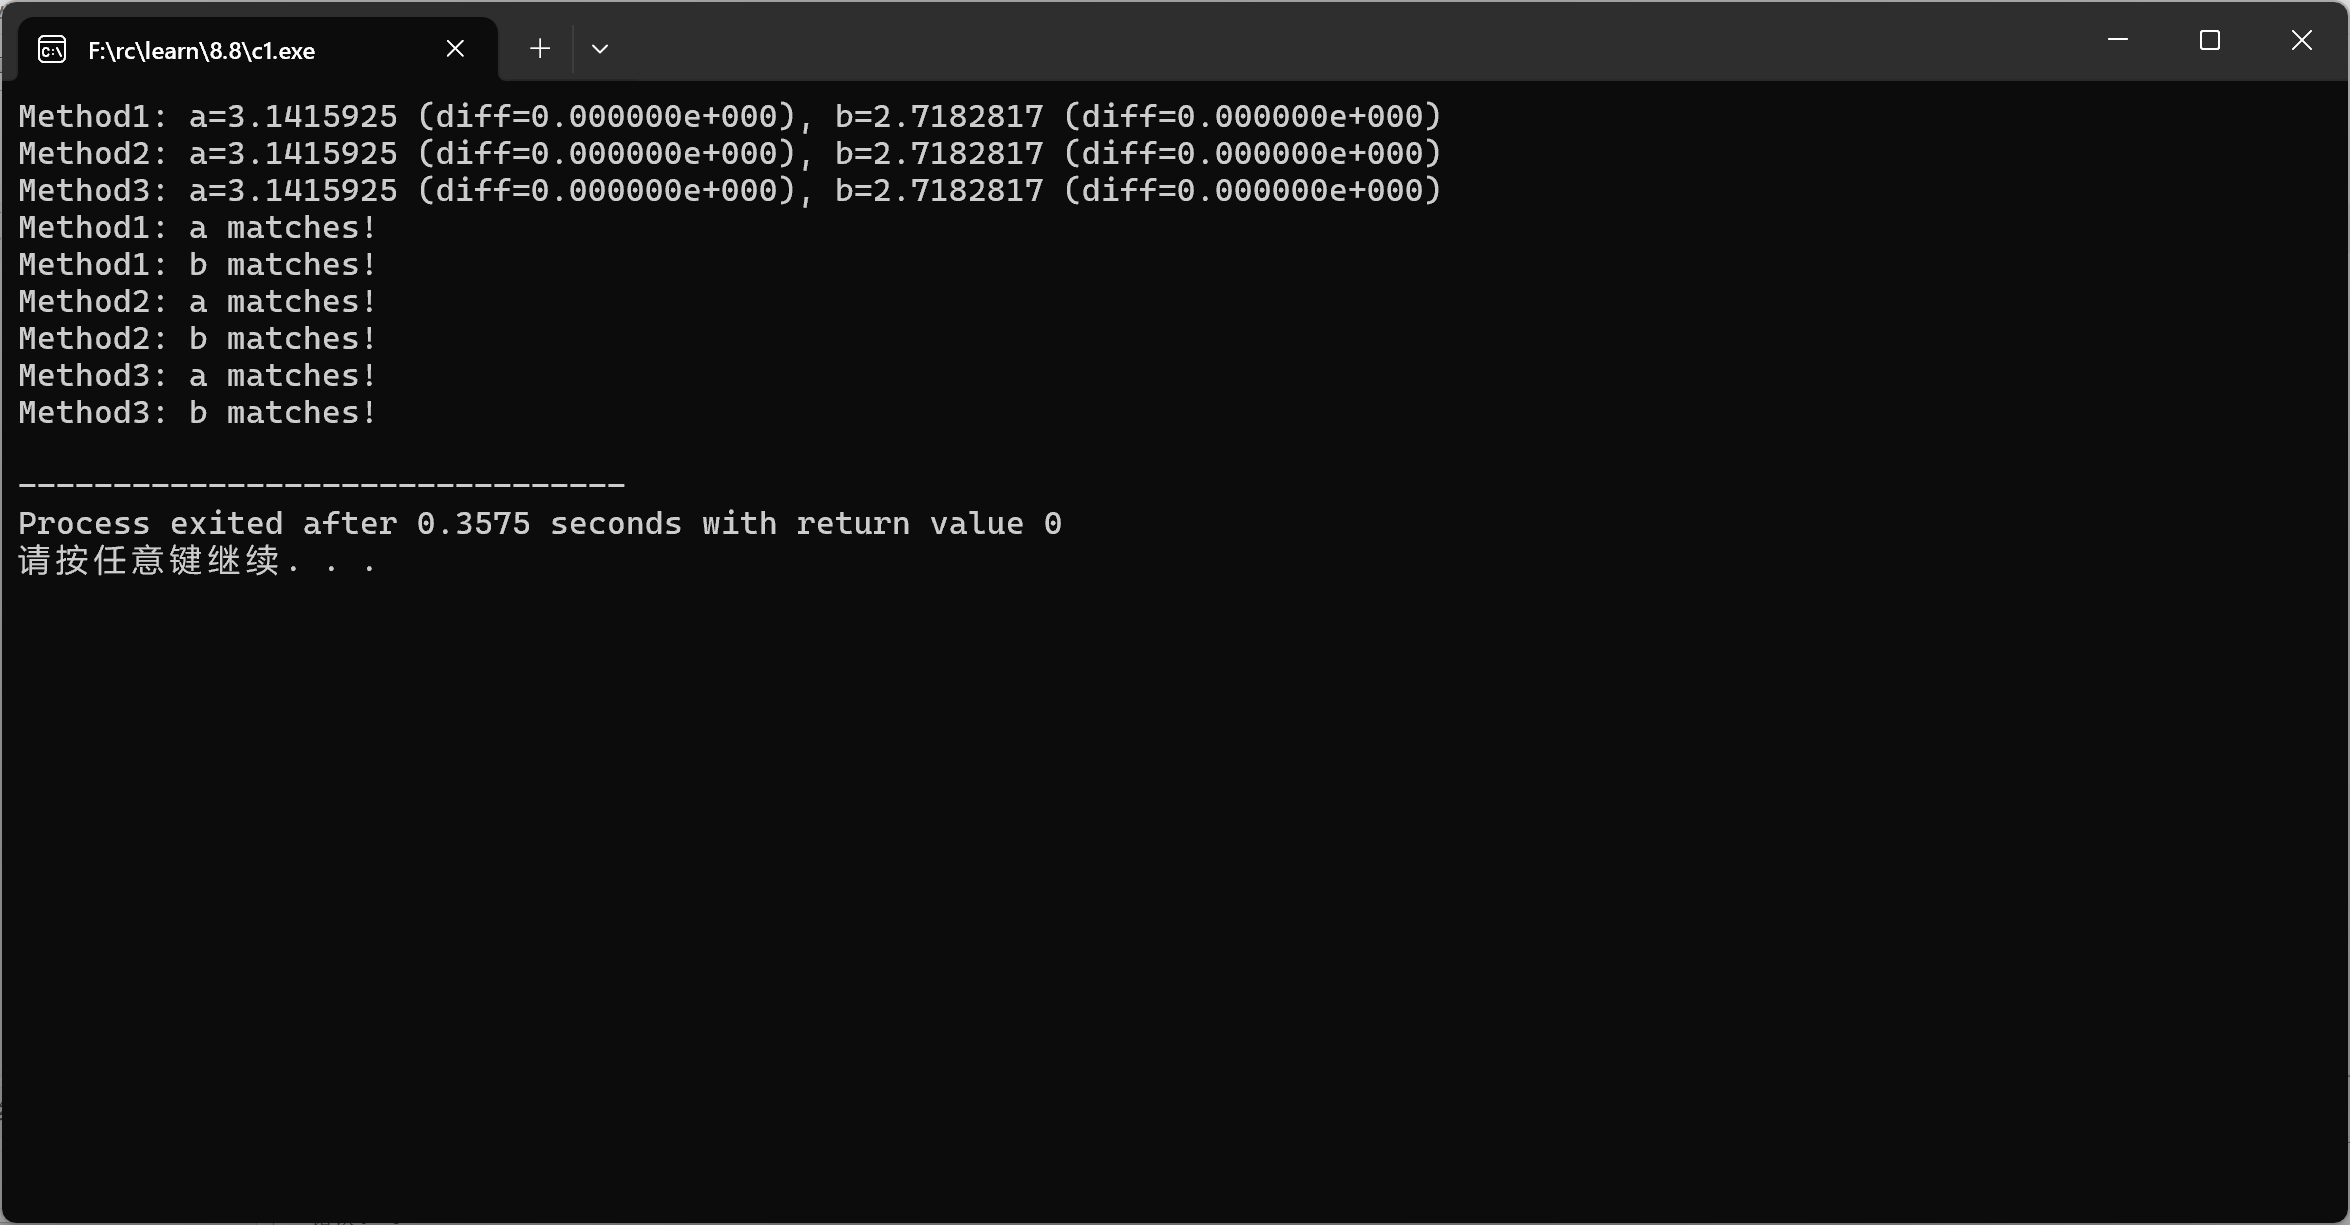 F:\rc\learn\8.8\c1.exe
Method1: a=3.1415925 (diff=0.000000e+000), b=2.7182817 (diff=0.000000e+000)
Method2: a=3.1415925 (diff=0.000000e+000), b=2.7182817 (diff=0.000000e+000)
Method3: a=3.1415925 (diff=0.000000e+000), b=2.7182817 (diff=0.000000e+000)
Method1: a matches!
Method1: b matches!
Method2: a matches!
Method2: b matches!
Method3: a matches!
Method3: b matches!
--------------------------------
Process exited after 0.3575 seconds with return value 0
请按任意键继续. . .